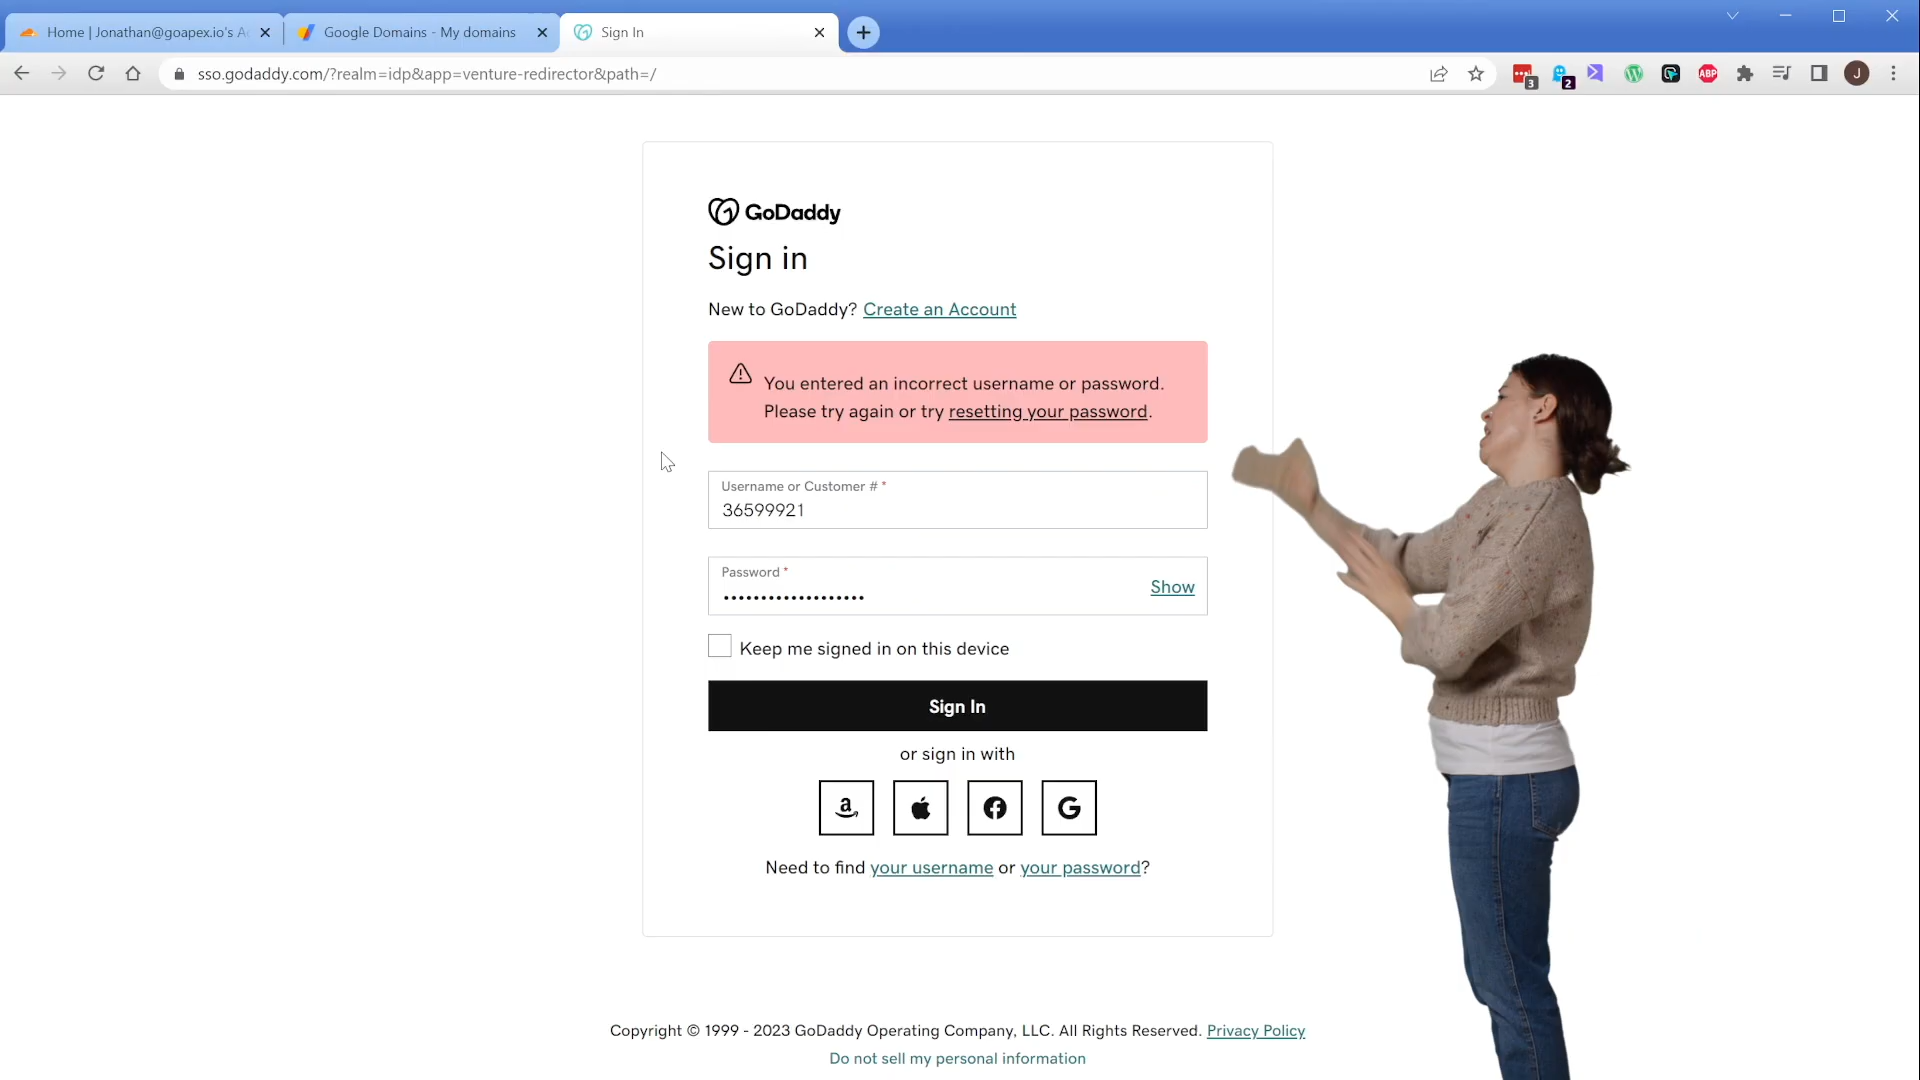 Home | Jonathan@goapex.io's A
Google Domains - My domains
Sign In
sso.godaddy.com/?realm=idp&app=venture-redirector&path=/
3
2
ABP
J
GoDaddy
Sign in
New to GoDaddy? Create an Account
You entered an incorrect username or password.
Please try again or try resetting your password.
Username or Customer # *
36599921
Password *
•••••••••••••••••••
Show
Keep me signed in on this device
Sign In
or sign in with
Need to find your username or your password?
Copyright © 1999 - 2023 GoDaddy Operating Company, LLC. All Rights Reserved. Privacy Policy
Do not sell my personal information